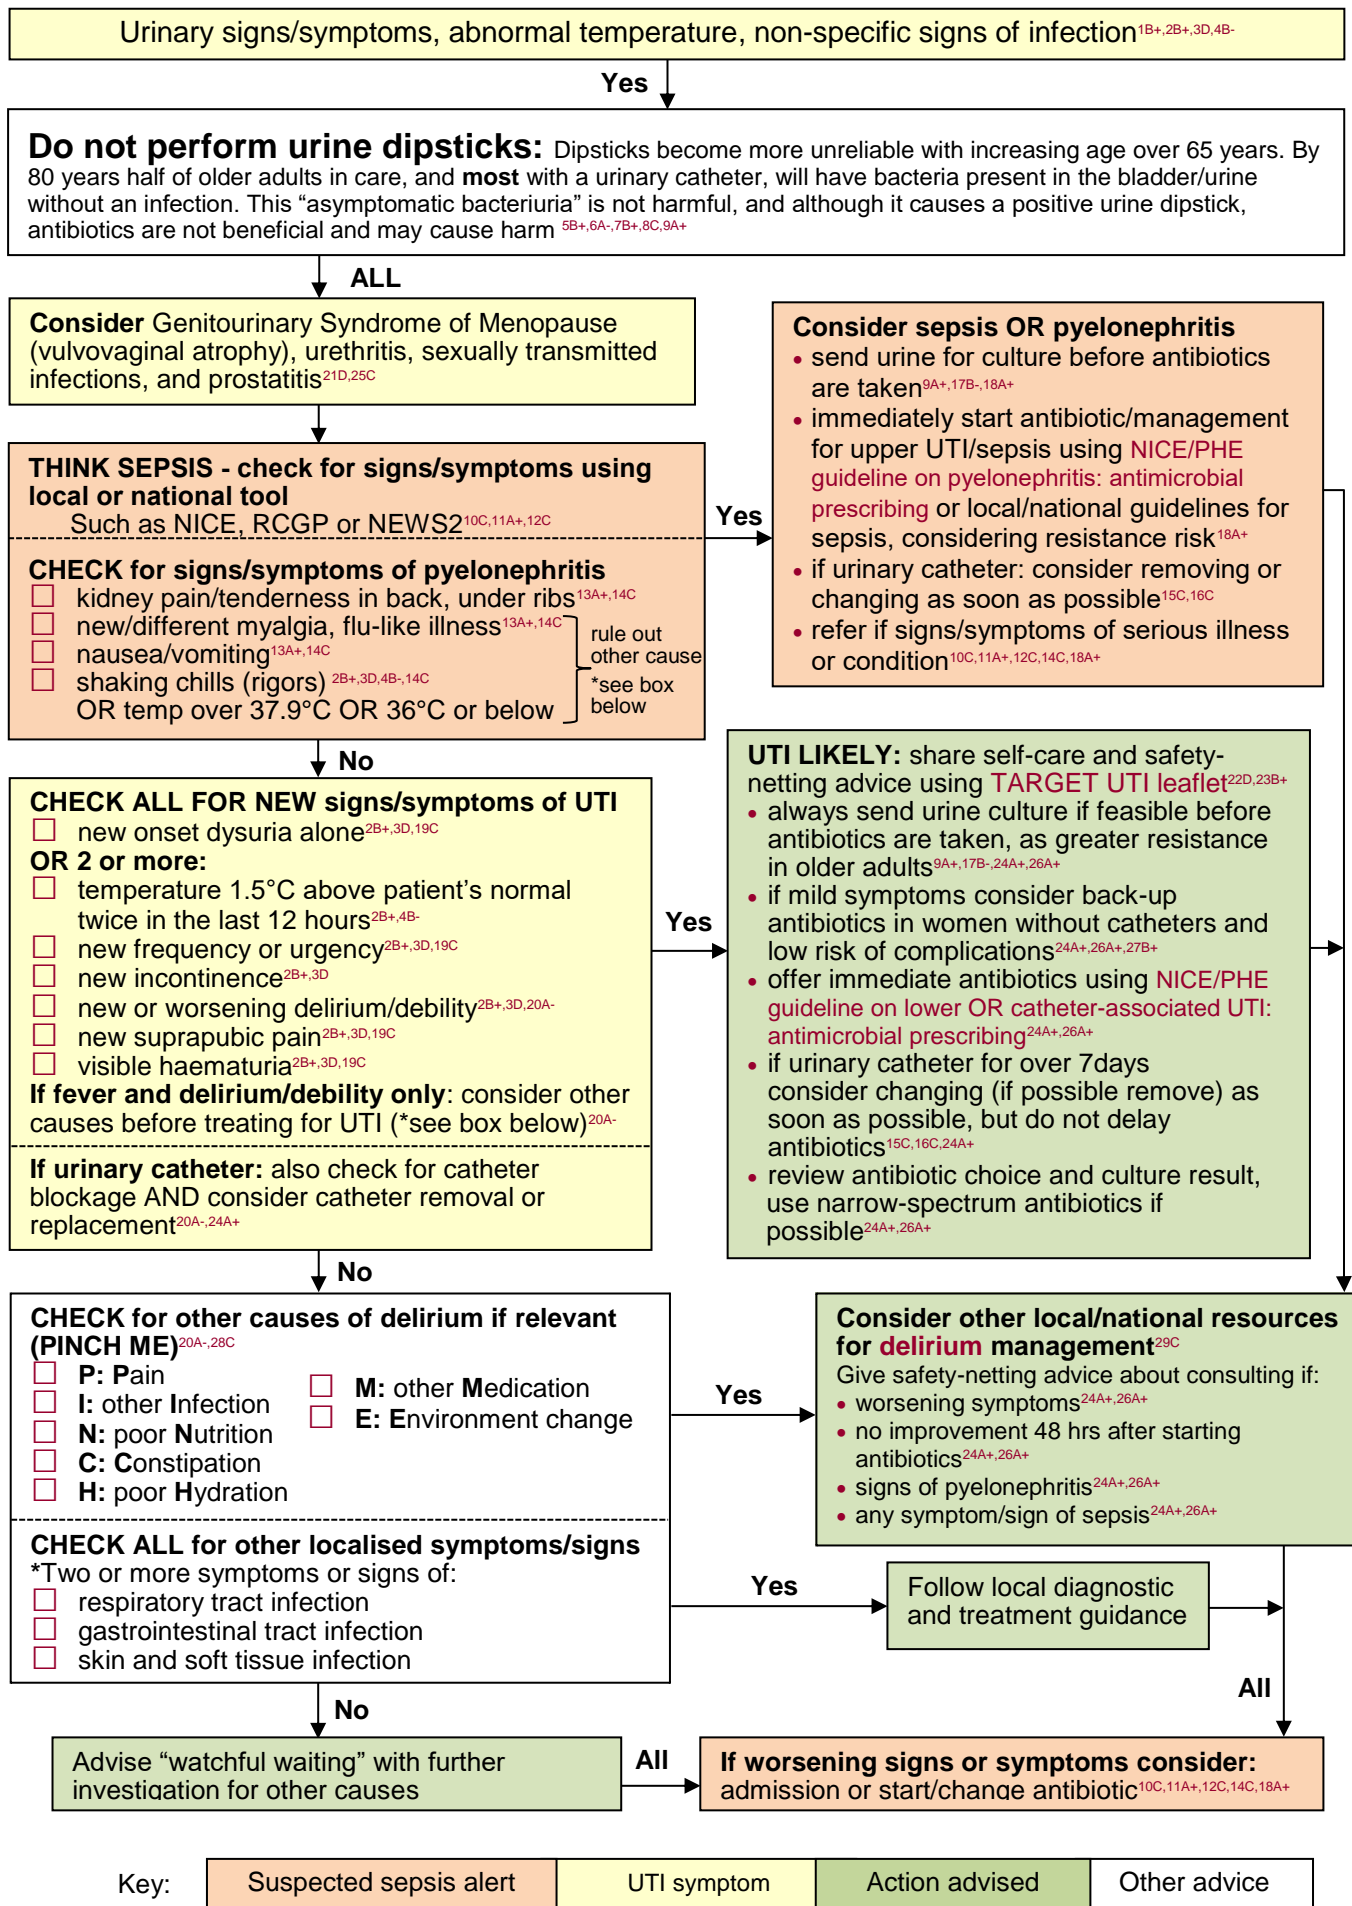 Urinary signs/symptoms, abnormal temperature, non-specific signs of infection1B+,2B+,3D,4B-
Yes
Do not perform urine dipsticks: Dipsticks become more unreliable with increasing age over 65 years. By
80 years half of older adults in care, and most with a urinary catheter, will have bacteria present in the bladder/urine
without an infection. This “asymptomatic bacteriuria” is not harmful, and although it causes a positive urine dipstick,
antibiotics are not beneficial and may cause harm 5B+,6A-,7B+,8C,9A+
ALL
Consider Genitourinary Syndrome of Menopause
(vulvovaginal atrophy), urethritis, sexually transmitted
infections, and prostatitis21D,25C
THINK SEPSIS - check for signs/symptoms using
local or national tool
Such as NICE, RCGP or NEWS210C,11A+,12C
CHECK for signs/symptoms of pyelonephritis
kidney pain/tenderness in back, under ribs13A+,14C
new/different myalgia, flu-like illness13A+,14C
nausea/vomiting13A+,14C
shaking chills (rigors) 2B+,3D,4B-,14C
OR temp over 37.9°C OR 36°C or below
rule out
other cause
*see box
below
Yes
Consider sepsis OR pyelonephritis
• send urine for culture before antibiotics
are taken9A+,17B-,18A+
• immediately start antibiotic/management
for upper UTI/sepsis using NICE/PHE
guideline on pyelonephritis: antimicrobial
prescribing or local/national guidelines for
sepsis, considering resistance risk18A+
• if urinary catheter: consider removing or
changing as soon as possible15C,16C
• refer if signs/symptoms of serious illness
or condition10C,11A+,12C,14C,18A+
No
CHECK ALL FOR NEW signs/symptoms of UTI
new onset dysuria alone2B+,3D,19C
OR 2 or more:
temperature 1.5°C above patient’s normal
twice in the last 12 hours2B+,4B-
new frequency or urgency2B+,3D,19C
new incontinence2B+,3D
new or worsening delirium/debility2B+,3D,20A-
new suprapubic pain2B+,3D,19C
visible haematuria2B+,3D,19C
If fever and delirium/debility only: consider other
causes before treating for UTI (*see box below)20A-
If urinary catheter: also check for catheter
blockage AND consider catheter removal or
replacement20A-,24A+
Yes
UTI LIKELY: share self-care and safety-
netting advice using TARGET UTI leaflet22D,23B+
• always send urine culture if feasible before
antibiotics are taken, as greater resistance
in older adults9A+,17B-,24A+,26A+
• if mild symptoms consider back-up
antibiotics in women without catheters and
low risk of complications24A+,26A+,27B+
• offer immediate antibiotics using NICE/PHE
guideline on lower OR catheter-associated UTI:
antimicrobial prescribing24A+,26A+
• if urinary catheter for over 7days
consider changing (if possible remove) as
soon as possible, but do not delay
antibiotics15C,16C,24A+
• review antibiotic choice and culture result,
use narrow-spectrum antibiotics if
possible24A+,26A+
No
CHECK for other causes of delirium if relevant
(PINCH ME)20A-,28C
P: Pain
I: other Infection
N: poor Nutrition
C: Constipation
H: poor Hydration
M: other Medication
E: Environment change
Yes
Consider other local/national resources
for delirium management29C
Give safety-netting advice about consulting if:
• worsening symptoms24A+,26A+
• no improvement 48 hrs after starting
antibiotics24A+,26A+
• signs of pyelonephritis24A+,26A+
• any symptom/sign of sepsis24A+,26A+
CHECK ALL for other localised symptoms/signs
*Two or more symptoms or signs of:
respiratory tract infection
gastrointestinal tract infection
skin and soft tissue infection
Yes
Follow local diagnostic
and treatment guidance
All
No
Advise “watchful waiting” with further
investigation for other causes
All
If worsening signs or symptoms consider:
admission or start/change antibiotic10C,11A+,12C,14C,18A+
Key:
Suspected sepsis alert
UTI symptom
Action advised
Other advice